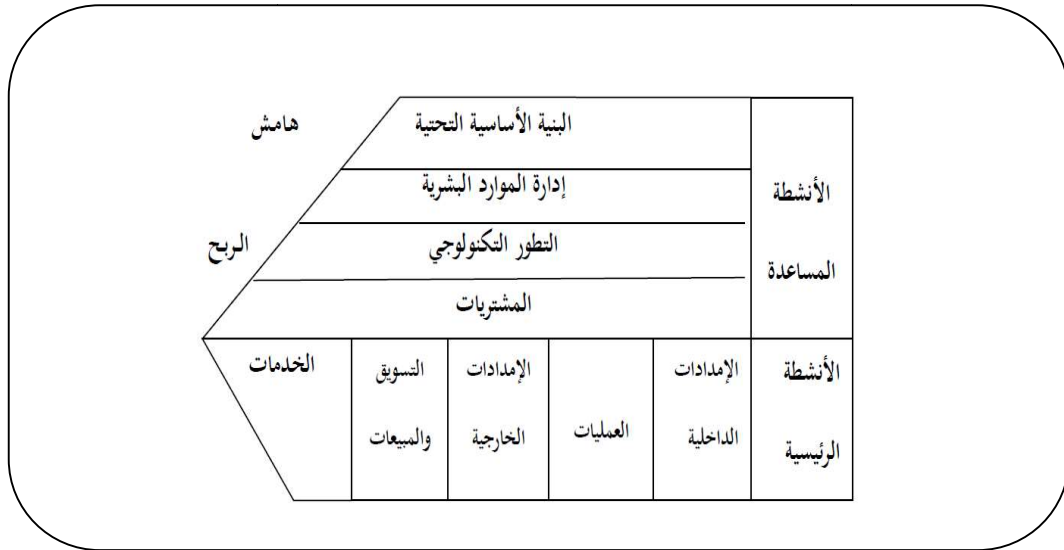 هامش
الربح
البنية الأساسية التحتية
إدارة الموارد البشرية
التطور التكنولوجي
المشتريات
الأنشطة
المساعدة
الأنشطة
الرئيسية
الإمدادات
الداخلية
العمليات
الإمدادات
الخارجية
التسويق
والمبيعات
الخدمات